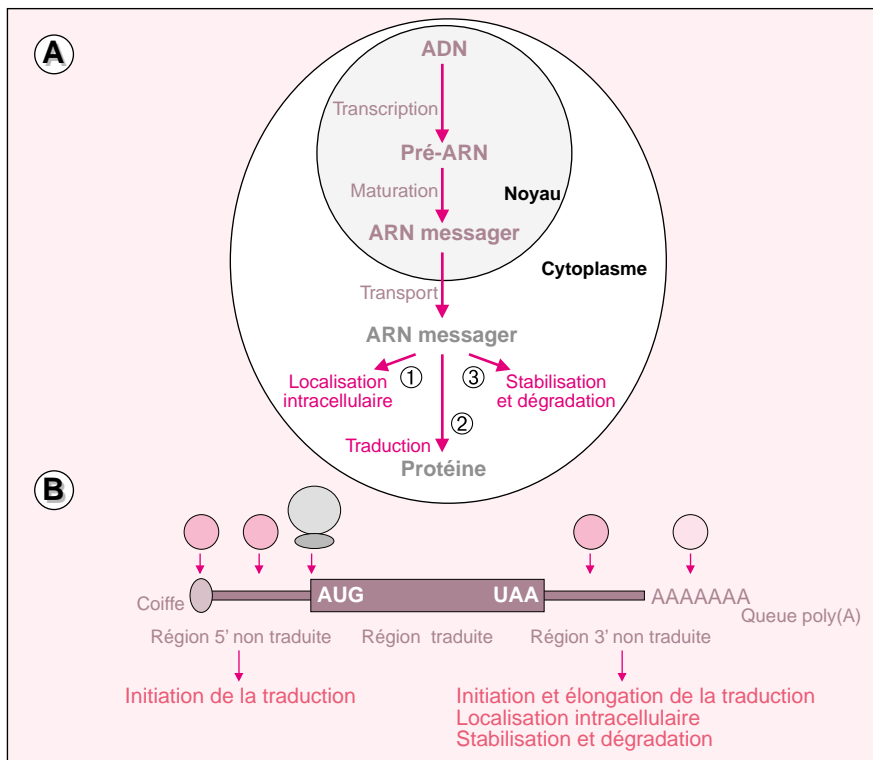 A
ADN
Transcription
Pré-ARN
Maturation
Noyau
ARN messager
Cytoplasme
Transport
ARN messager
1
3
Localisation
intracellulaire
Stabilisation
et dégradation
2
Traduction
Protéine
B
Coiffe
AUG
UAA
AAAAAAA
Queue poly(A)
Région 5’ non traduite
Région traduite
Région 3’ non traduite
Initiation de la traduction
Initiation et élongation de la traduction
Localisation intracellulaire
Stabilisation et dégradation